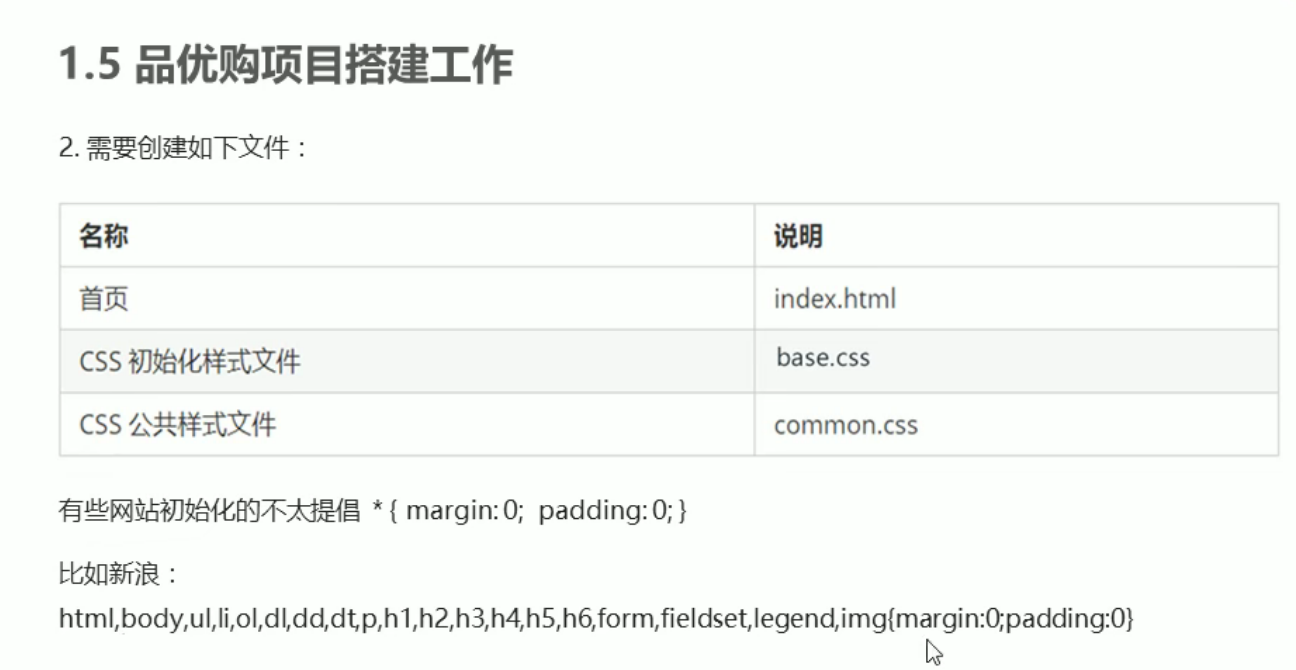 1.5 品优购项目搭建工作
2. 需要创建如下文件：
名称 说明
首页 index.html
CSS 初始化样式文件 base.css
CSS 公共样式文件 common.css
有些网站初始化的不太提倡 * { margin: 0; padding: 0; }
比如新浪：
html,body,ul,li,ol,dl,dd,dt,p,h1,h2,h3,h4,h5,h6,form,fieldset,legend,img{margin:0;padding:0}